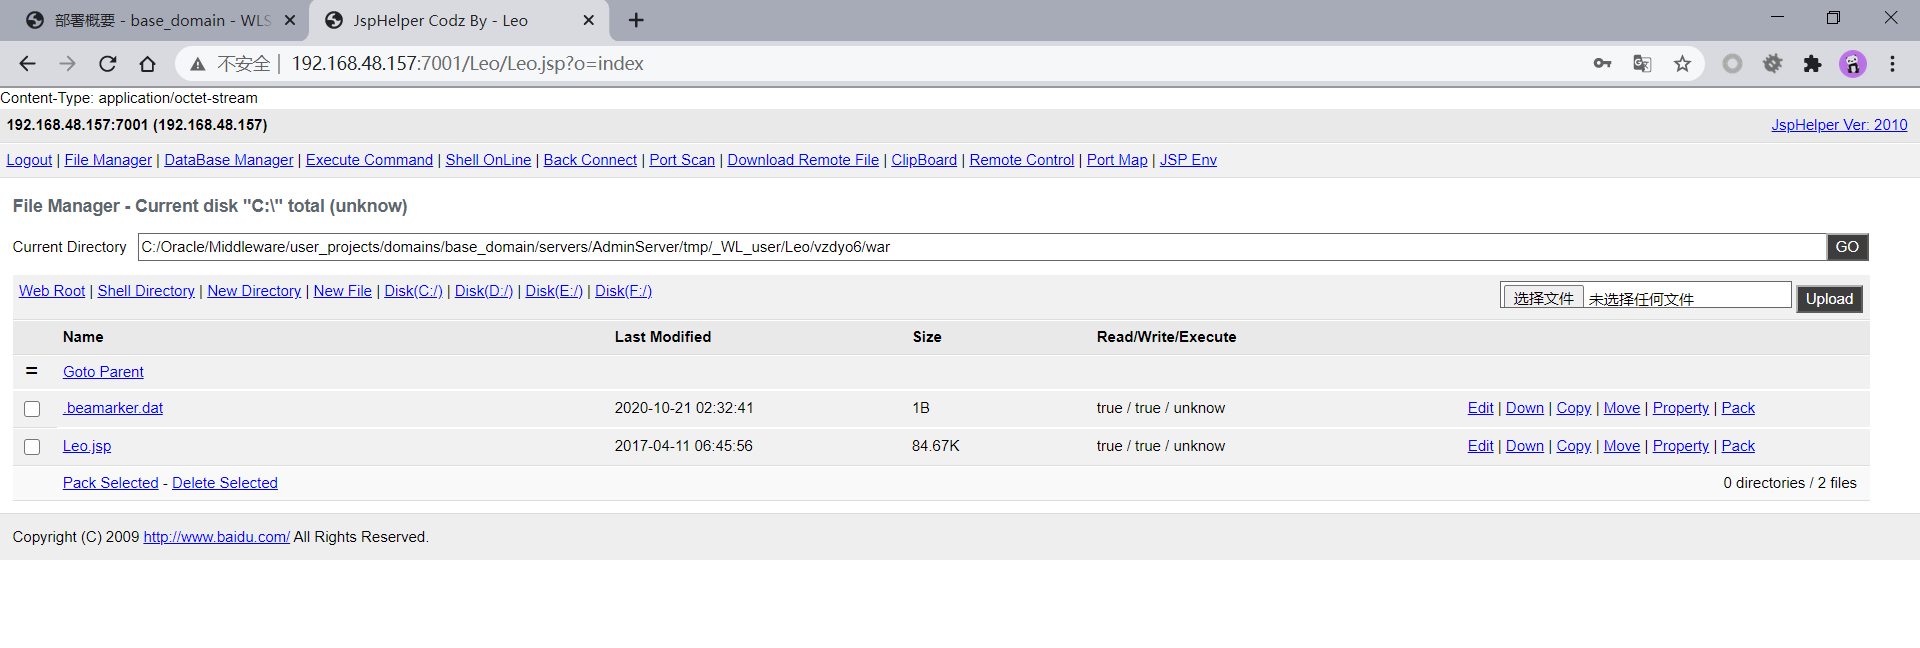 部署概要 - base_domain - WLS
JspHelper Codz By - Leo
不安全 | 192.168.48.157:7001/Leo/Leo.jsp?o=index
Content-Type: application/octet-stream
192.168.48.157:7001 (192.168.48.157) JspHelper Ver: 2010
Logout | File Manager | DataBase Manager | Execute Command | Shell OnLine | Back Connect | Port Scan | Download Remote File | ClipBoard | Remote Control | Port Map | JSP Env
File Manager - Current disk "C:\" total (unknow)
Current Directory C:/Oracle/Middleware/user_projects/domains/base_domain/servers/AdminServer/tmp/_WL_user/Leo/vzdyo6/war GO
Web Root | Shell Directory | New Directory | New File | Disk(C:/) | Disk(D:/) | Disk(E:/) | Disk(F:/) 选择文件 未选择任何文件 Upload
Name Last Modified Size Read/Write/Execute
= Goto Parent
.beamarker.dat 2020-10-21 02:32:41 1B true / true / unknow Edit | Down | Copy | Move | Property | Pack
Leo.jsp 2017-04-11 06:45:56 84.67K true / true / unknow Edit | Down | Copy | Move | Property | Pack
Pack Selected - Delete Selected 0 directories / 2 files
Copyright (C) 2009 http://www.baidu.com/ All Rights Reserved.